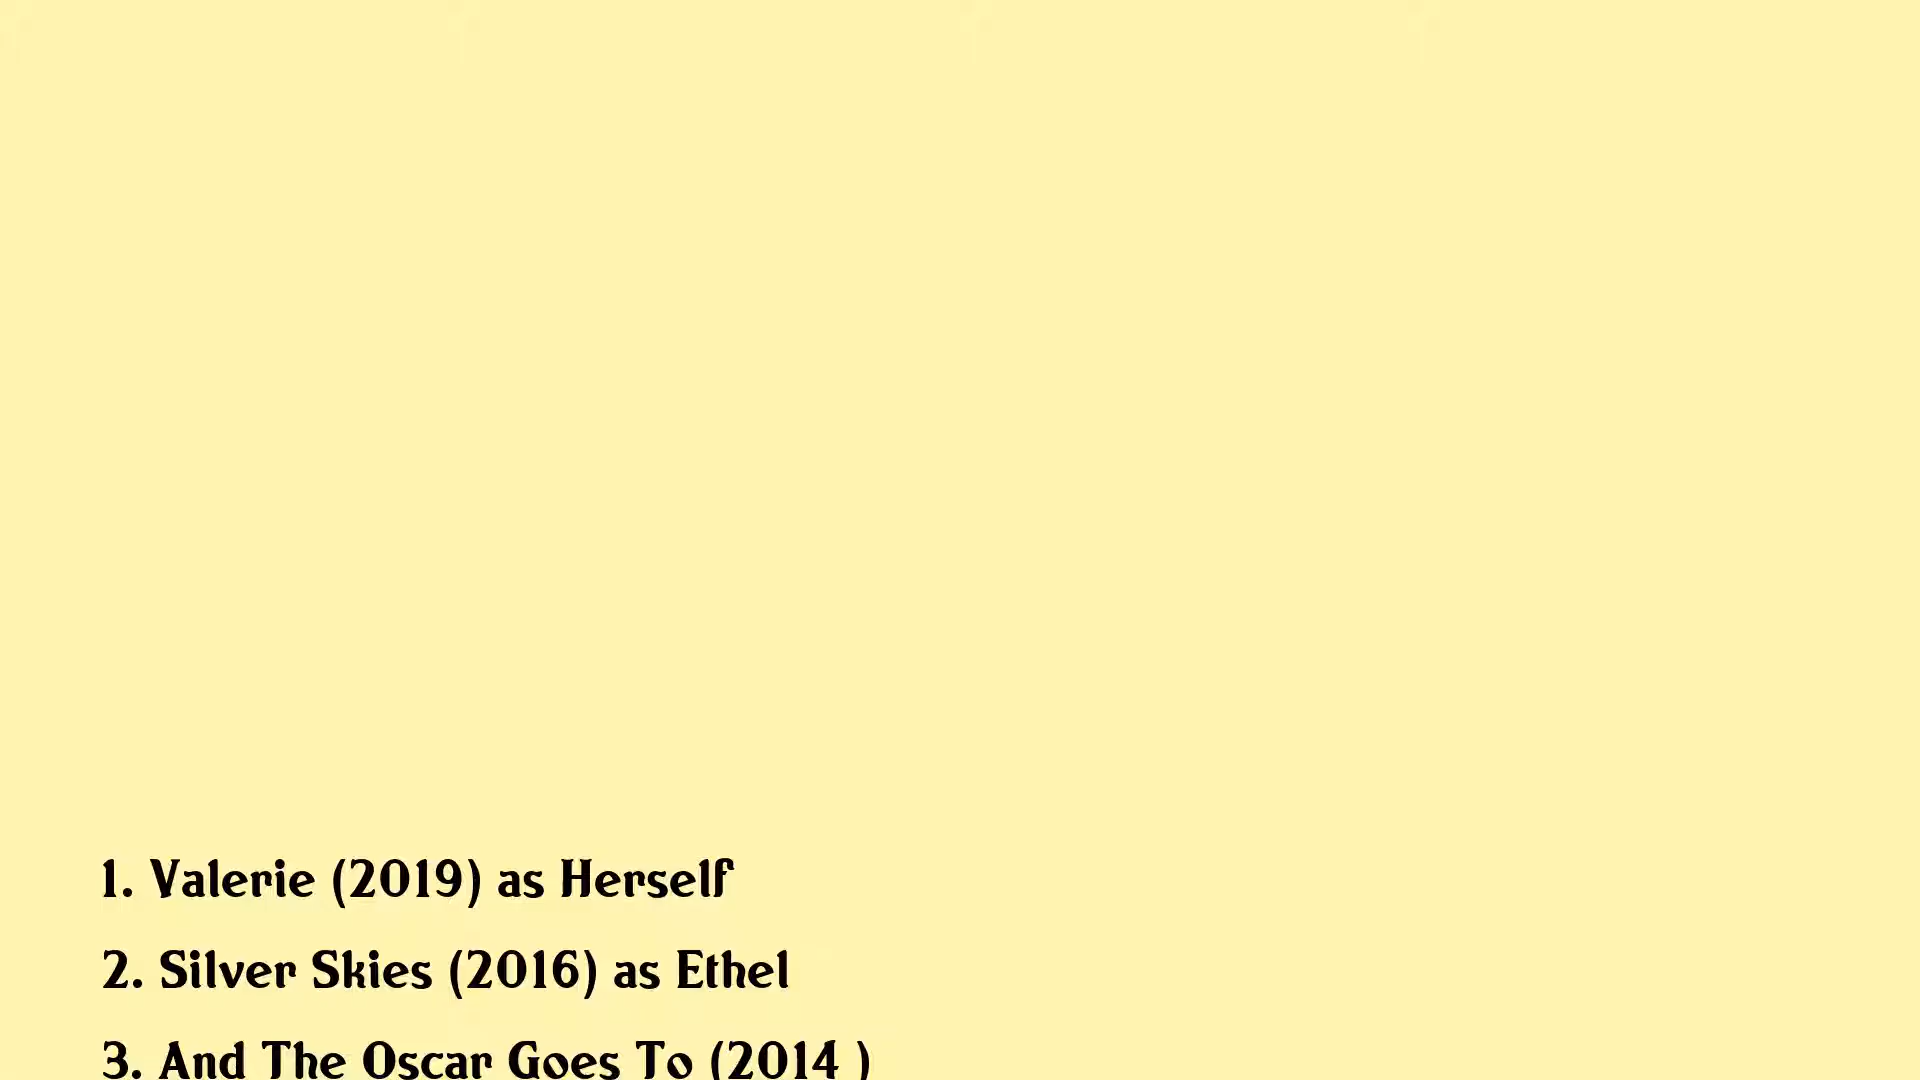 1. Valerie (2019) as Herself
2. Silver Skies (2016) as Ethel
3. And The Oscar Goes To (2014 )